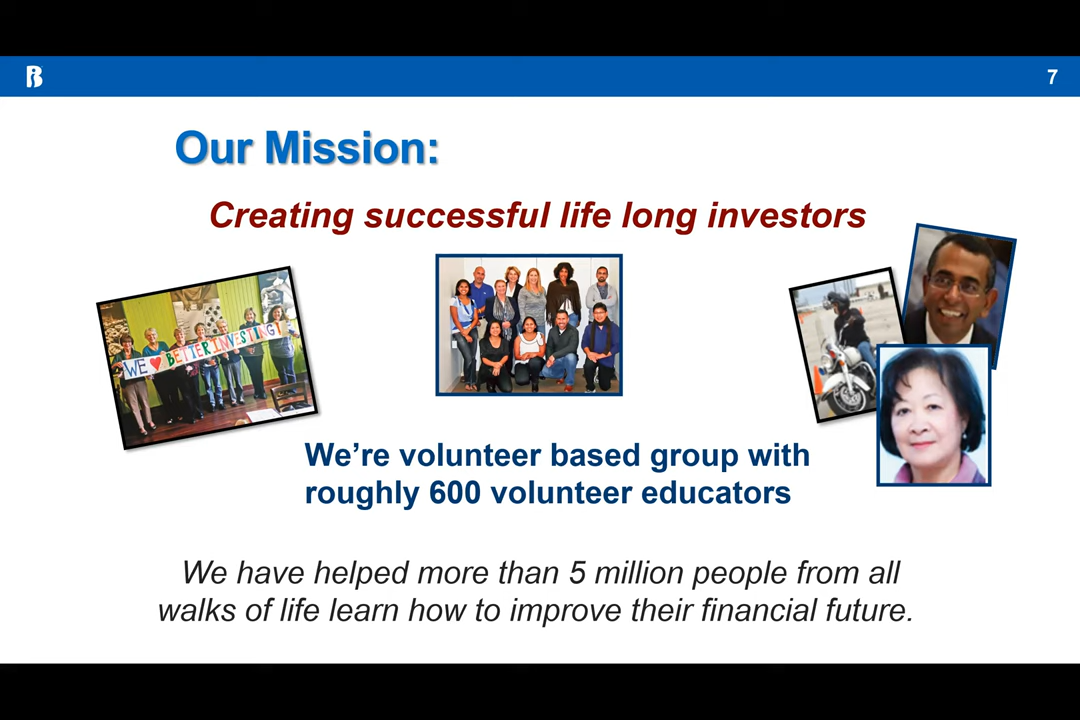 7
Our Mission:
Creating successful life long investors
WE ❤ BETTERINVESTING!
We’re volunteer based group with
roughly 600 volunteer educators
We have helped more than 5 million people from all
walks of life learn how to improve their financial future.